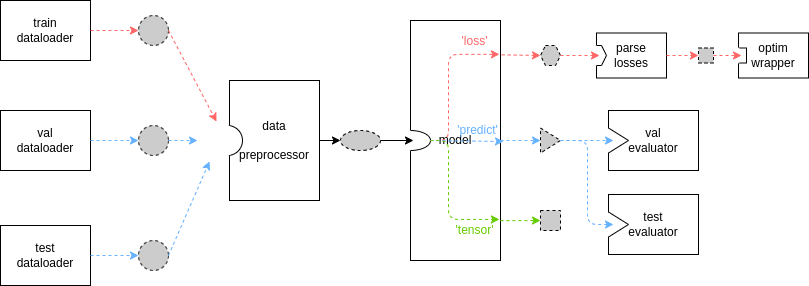 train
dataloader
val
dataloader
test
dataloader
data
preprocessor
model
'loss'
'predict'
'tensor'
parse
losses
optim
wrapper
val
evaluator
test
evaluator